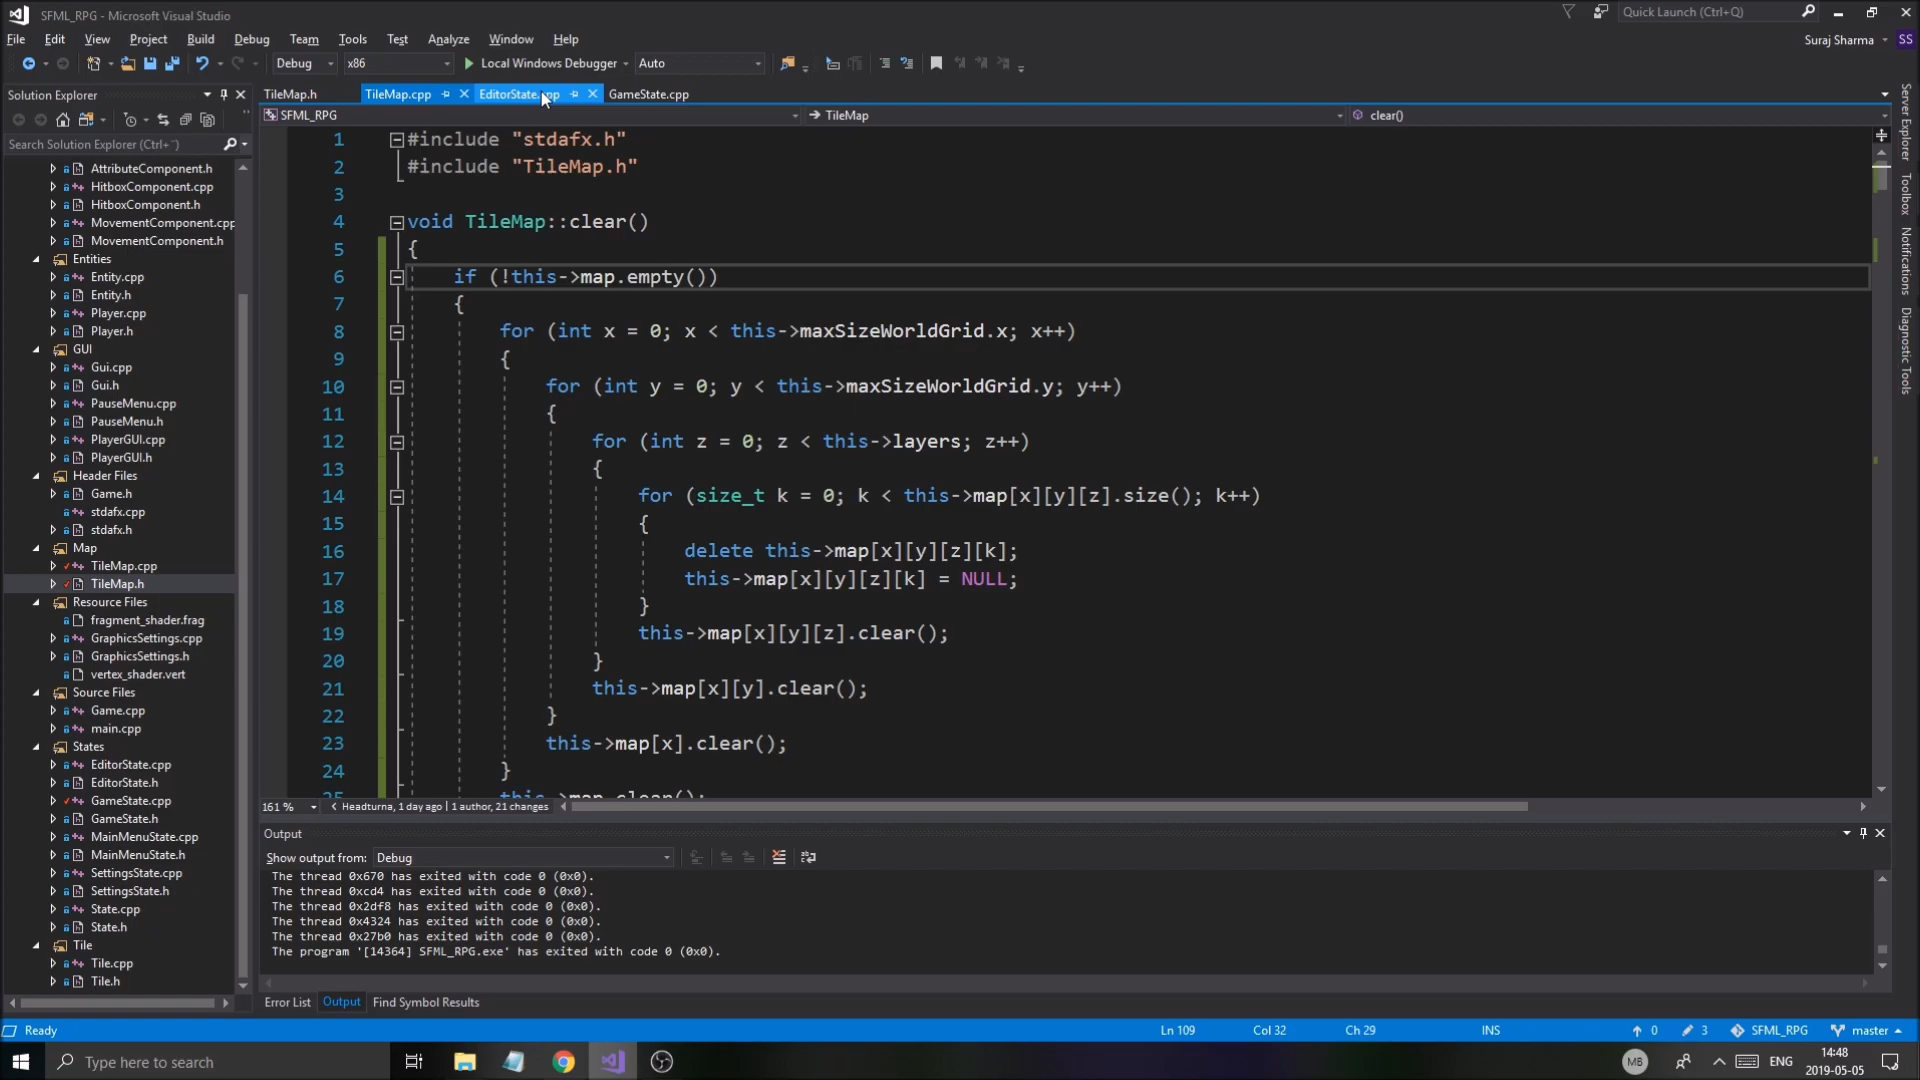 SFML_RPG - Microsoft Visual Studio
Quick Launch (Ctrl+Q)
File Edit View Project Build Debug Team Tools Test Analyze Window Help
Suraj Sharma SS
Debug x86 Local Windows Debugger Auto
Solution Explorer
TileMap.h TileMap.cpp GameState.cpp
SFML_RPG TileMap clear()
Search Solution Explorer (Ctrl+¨)
AttributeComponent.h
HitboxComponent.cpp
HitboxComponent.h
MovementComponent.cpp
MovementComponent.h
Entities
Entity.cpp
Entity.h
Player.cpp
Player.h
GUI
Gui.cpp
Gui.h
PauseMenu.cpp
PauseMenu.h
PlayerGUI.cpp
PlayerGUI.h
Header Files
Game.h
stdafx.cpp
stdafx.h
Map
TileMap.cpp
TileMap.h
Resource Files
fragment_shader.frag
GraphicsSettings.cpp
GraphicsSettings.h
vertex_shader.vert
Source Files
Game.cpp
main.cpp
States
EditorState.cpp
EditorState.h
GameState.cpp
GameState.h
MainMenuState.cpp
MainMenuState.h
SettingsState.cpp
SettingsState.h
State.cpp
State.h
Tile
Tile.cpp
Tile.h
1 #include "stdafx.h"
2 #include "TileMap.h"
3
4 void TileMap::clear()
5 {
6 if (!this->map.empty())
7 {
8 for (int x = 0; x < this->maxSizeWorldGrid.x; x++)
9 {
10 for (int y = 0; y < this->maxSizeWorldGrid.y; y++)
11 {
12 for (int z = 0; z < this->layers; z++)
13 {
14 for (size_t k = 0; k < this->map[x][y][z].size(); k++)
15 {
16 delete this->map[x][y][z][k];
17 this->map[x][y][z][k] = NULL;
18 }
19 this->map[x][y][z].clear();
20 }
21 this->map[x][y].clear();
22 }
23 this->map[x].clear();
24 }
25 this->map.clear();
161 % Headturna, 1 day ago | 1 author, 21 changes
Output
Show output from: Debug
The thread 0x670 has exited with code 0 (0x0).
The thread 0xcd4 has exited with code 0 (0x0).
The thread 0x2df8 has exited with code 0 (0x0).
The thread 0x4324 has exited with code 0 (0x0).
The thread 0x27b0 has exited with code 0 (0x0).
The program '[14364] SFML_RPG.exe' has exited with code 0 (0x0).
Error List Output Find Symbol Results
Server Explorer
Toolbox
Notifications
Diagnostic Tools
Ready Ln 109 Col 32 Ch 29 INS 0 3 SFML_RPG master
Type here to search
MB ENG
14:48
2019-05-05